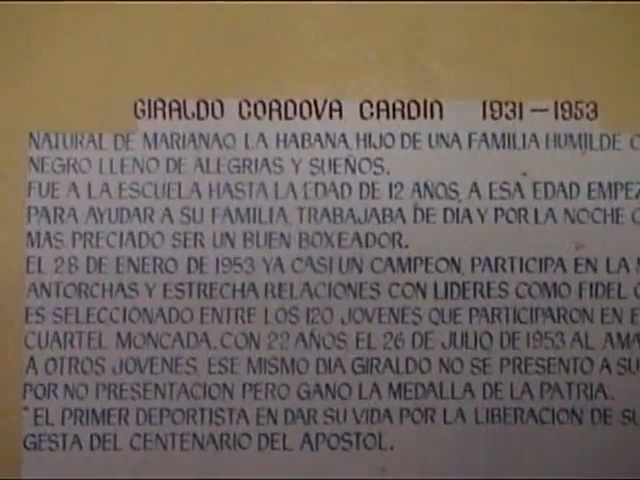 GIRALDO CORDOVA CARDIN 1931-1953
NATURAL DE MARIANAO, LA HABANA, HIJO DE UNA FAMILIA HUMILDE
NEGRO LLENO DE ALEGRIAS Y SUEÑOS.
FUE A LA ESCUELA HASTA LA EDAD DE 12 AÑOS, A ESA EDAD
PARA AYUDAR A SU FAMILIA, TRABAJABA DE DIA Y POR LA NOCHE
MAS PRECIADO SER UN BUEN BOXEADOR.
EL 28 DE ENERO DE 1953 YA CASI UN CAMPEON, PARTICIPA EN LA
ANTORCHAS Y ESTRECHA RELACIONES CON LIDERES COMO FIDEL
ES SELECCIONADO ENTRE LOS 120 JOVENES QUE PARTICIPARON EN
CUARTEL MONCADA. CON 22 AÑOS, EL 26 DE JULIO DE 1953 AL
A OTROS JOVENES, ESE MISMO DIA GIRALDO NO SE PRESENTO A
POR NO PRESENTACION PERO GANO LA MEDALLA DE LA PATRIA.
"EL PRIMER DEPORTISTA EN DAR SU VIDA POR LA LIBERACION DE
GESTA DEL CENTENARIO DEL APOSTOL.